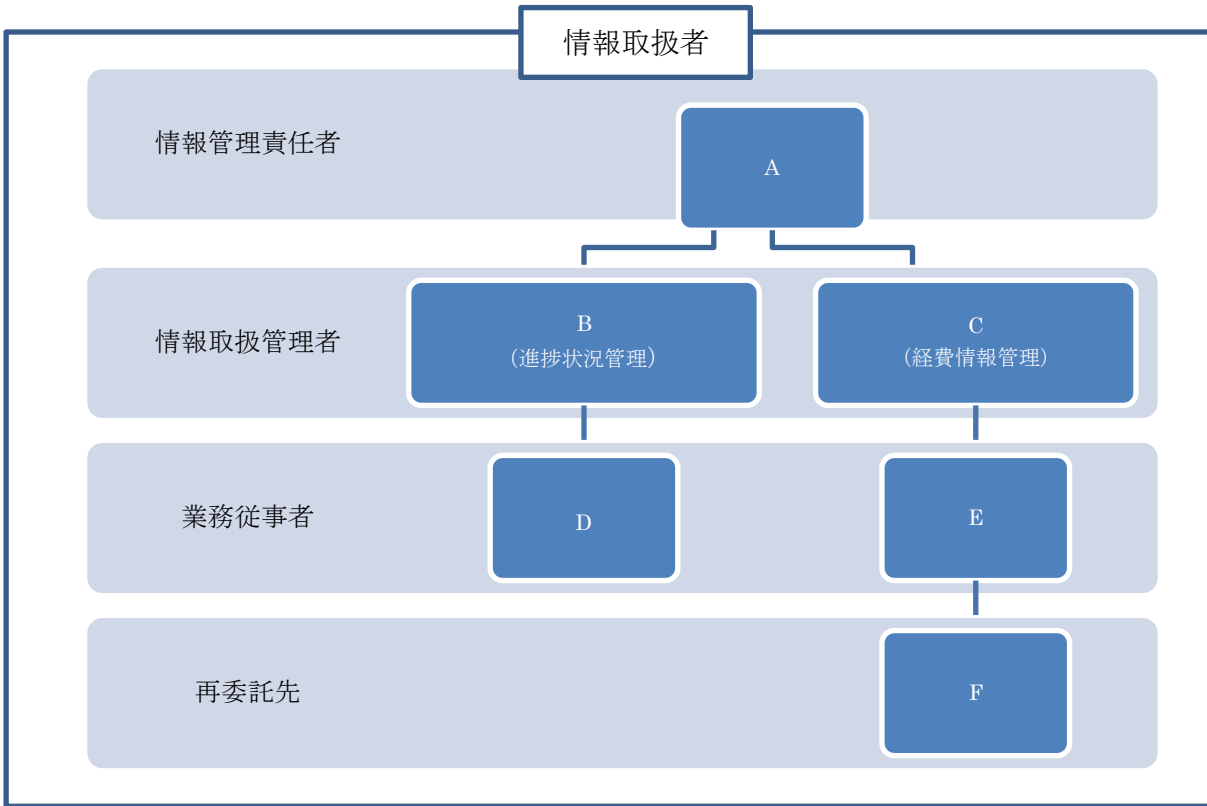 情報取扱者
情報管理責任者
A
情報取扱管理者
B
(進捗状況管理)
C
(経費情報管理)
業務従事者
D
E
再委託先
F